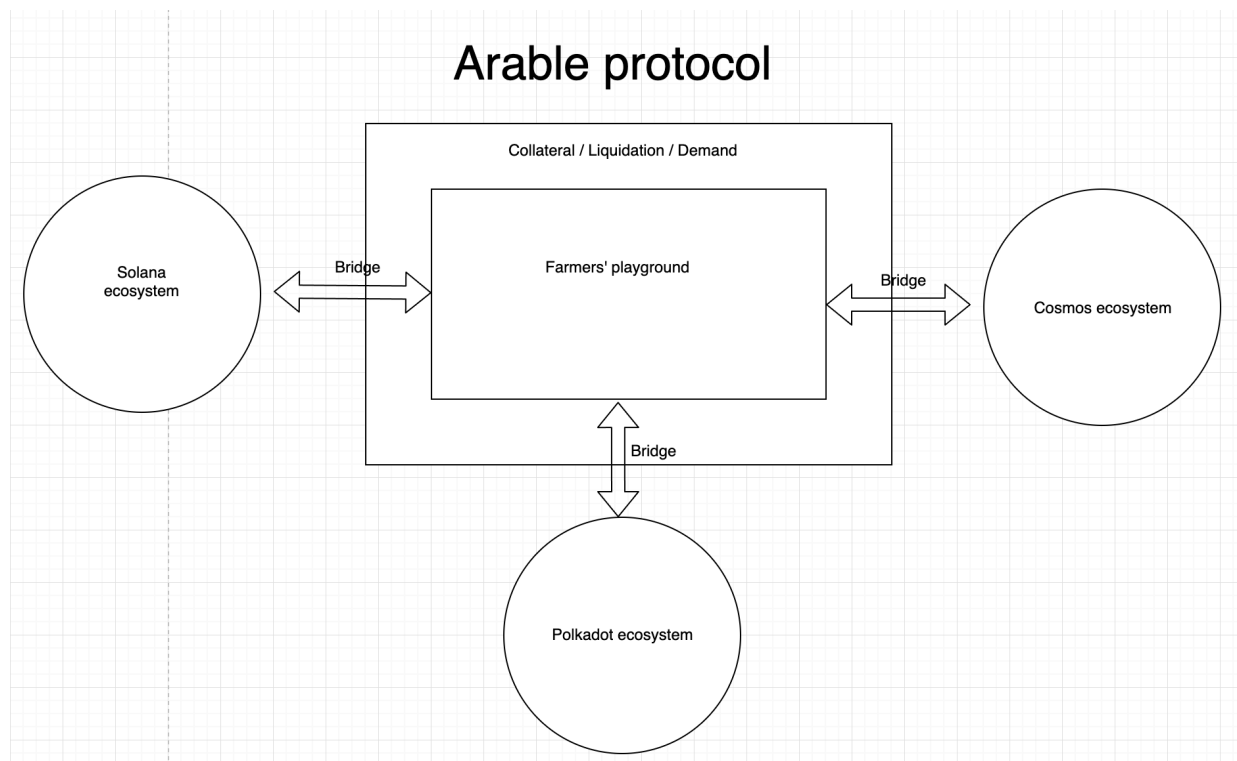 Arable protocol
Collateral / Liquidation / Demand
Solana
ecosystem
Bridge
Farmers' playground
Bridge
Cosmos ecosystem
Bridge
Polkadot ecosystem